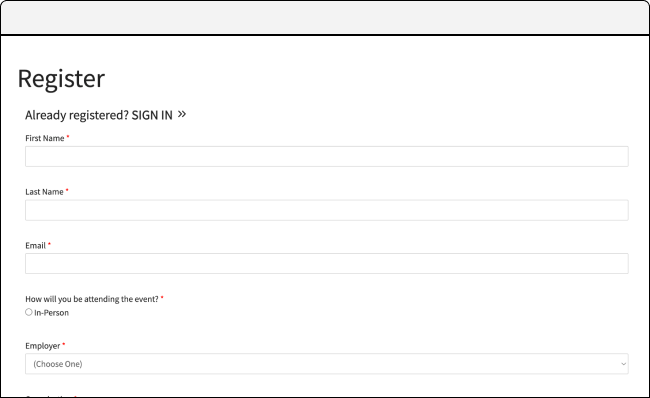 Register
Already registered? SIGN IN »
First Name *
Last Name *
Email *
How will you be attending the event? *
In-Person
Employer *
(Choose One)